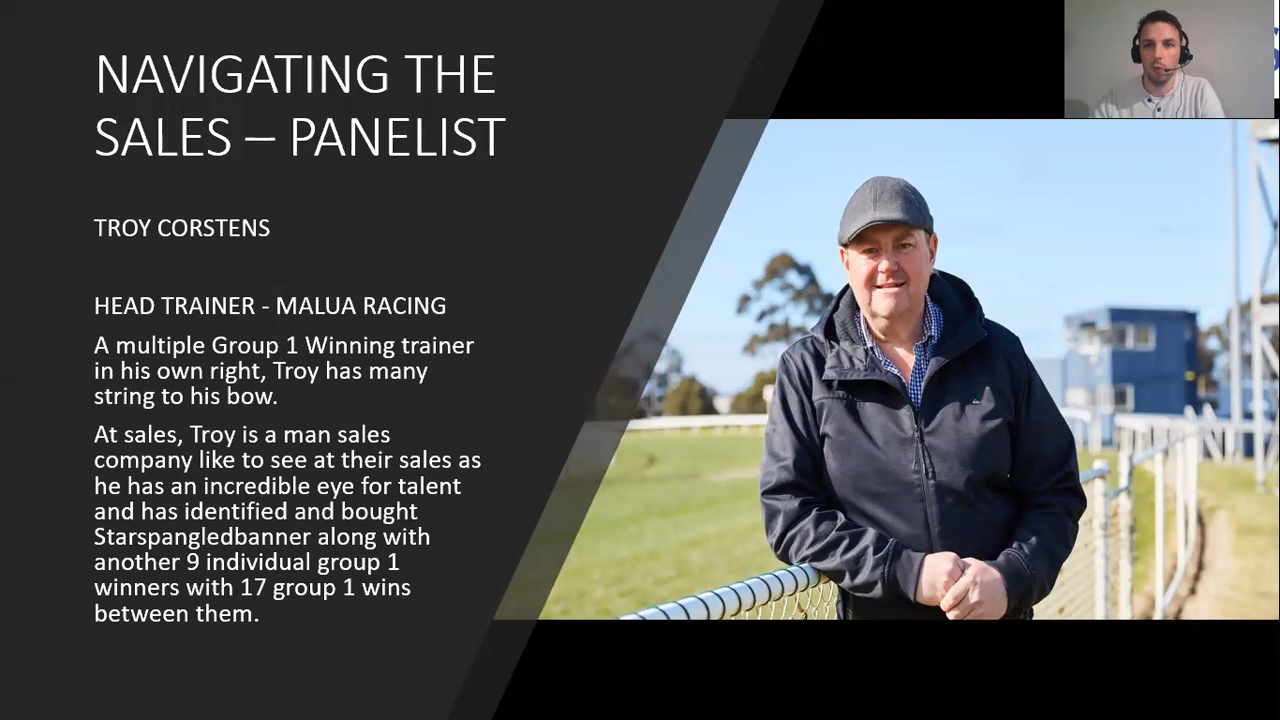 NAVIGATING THE
SALES – PANELIST
TROY CORSTENS
HEAD TRAINER - MALUA RACING
A multiple Group 1 Winning trainer
in his own right, Troy has many
string to his bow.
At sales, Troy is a man sales
company like to see at their sales as
he has an incredible eye for talent
and has identified and bought
Starspangledbanner along with
another 9 individual group 1
winners with 17 group 1 wins
between them.